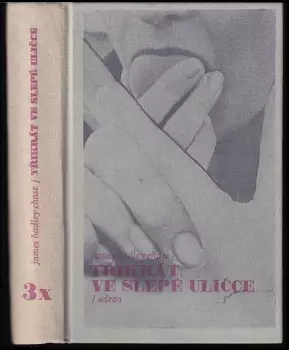 james hadley chase / TŘIKRÁT VE SLEPÉ ULIČCE
3x
james hadley chase /
TŘIKRÁT
VE SLEPÉ ULIČCE
/ odeon